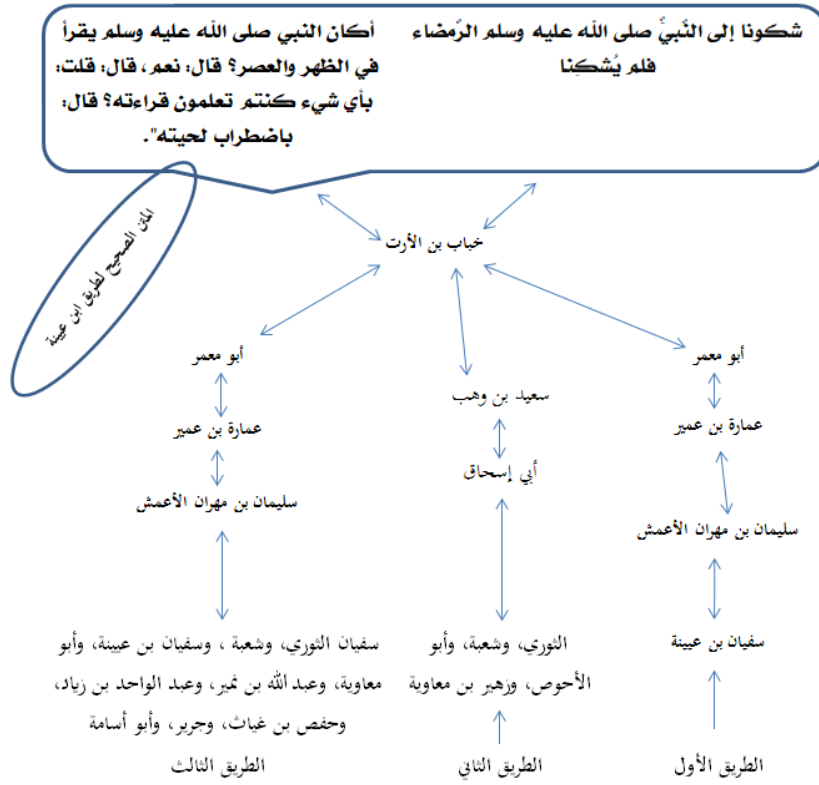 شكونا إلى النَّبيِّ صلى الله عليه وسلم الرَّمضاء
فلم يُشكِنا
أكان النبي صلى الله عليه وسلم يقرأ
في الظهر والعصر؟ قال: نعم، قال: قلت:
بأي شيء كنتم تعلمون قراءته؟ قال:
باضطراب لحيته".
المتن الصحيح لطريق ابن عيينة
خباب بن الأرت
أبو معمر
عمارة بن عمير
سليمان بن مهران الأعمش
سفيان بن عيينة
الطريق الأول
سعيد بن وهب
أبي إسحاق
الثوري، وشعبة، وأبو
الأحوص، وزهير بن معاوية
الطريق الثاني
أبو معمر
عمارة بن عمير
سليمان بن مهران الأعمش
سفيان الثوري، وشعبة ، وسفيان بن عيينة، وأبو
معاوية، وعبد الله بن نمير، وعبد الواحد بن زياد،
وحفص بن غياث، وجرير، وأبو أسامة
الطريق الثالث